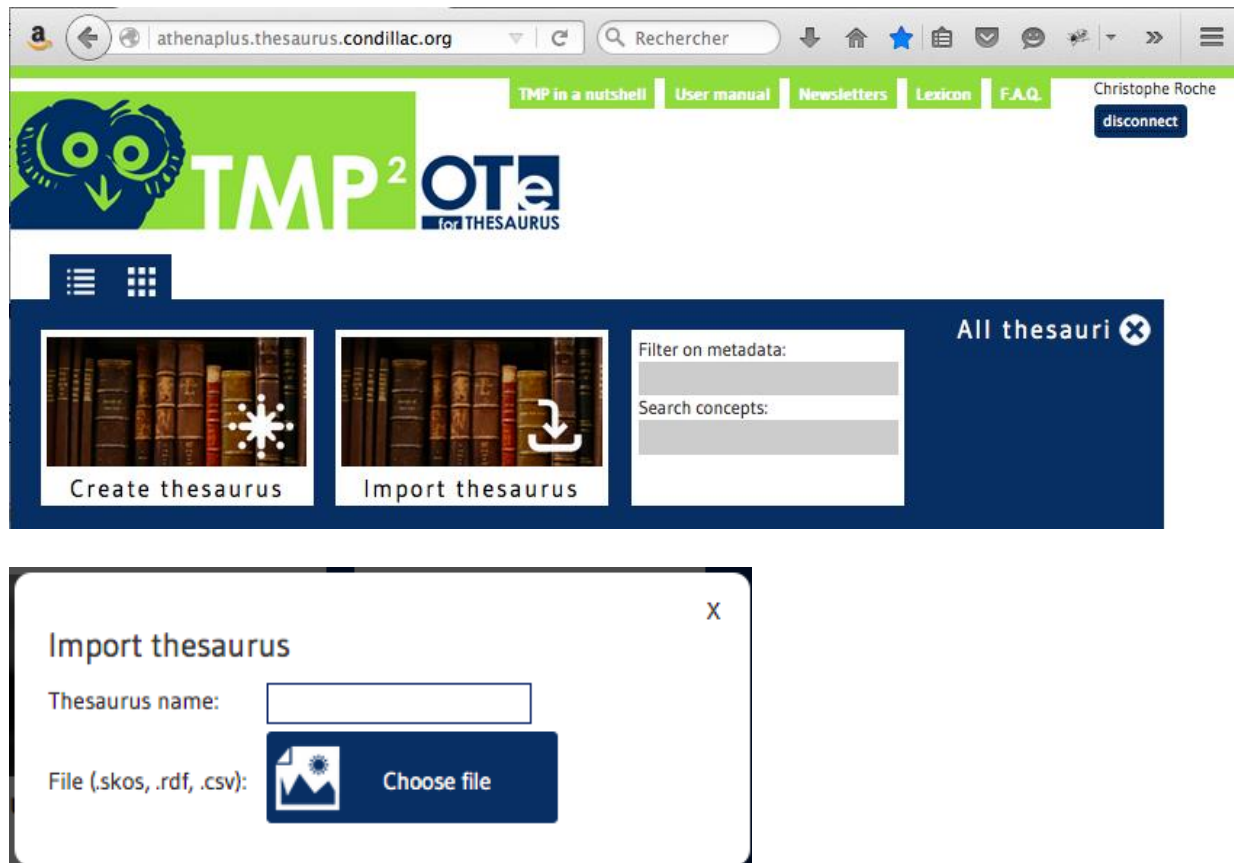 athenaplus.thesaurus.condillac.org
Rechercher
TMP in a nutshell
User manual
Newsletters
Lexicon
F.A.Q.
Christophe Roche
disconnect
TMP²
OTe
for THESAURUS
All thesauri
Filter on metadata:
Search concepts:
Create thesaurus
Import thesaurus
X
Import thesaurus
Thesaurus name:
File (.skos, .rdf, .csv):
Choose file